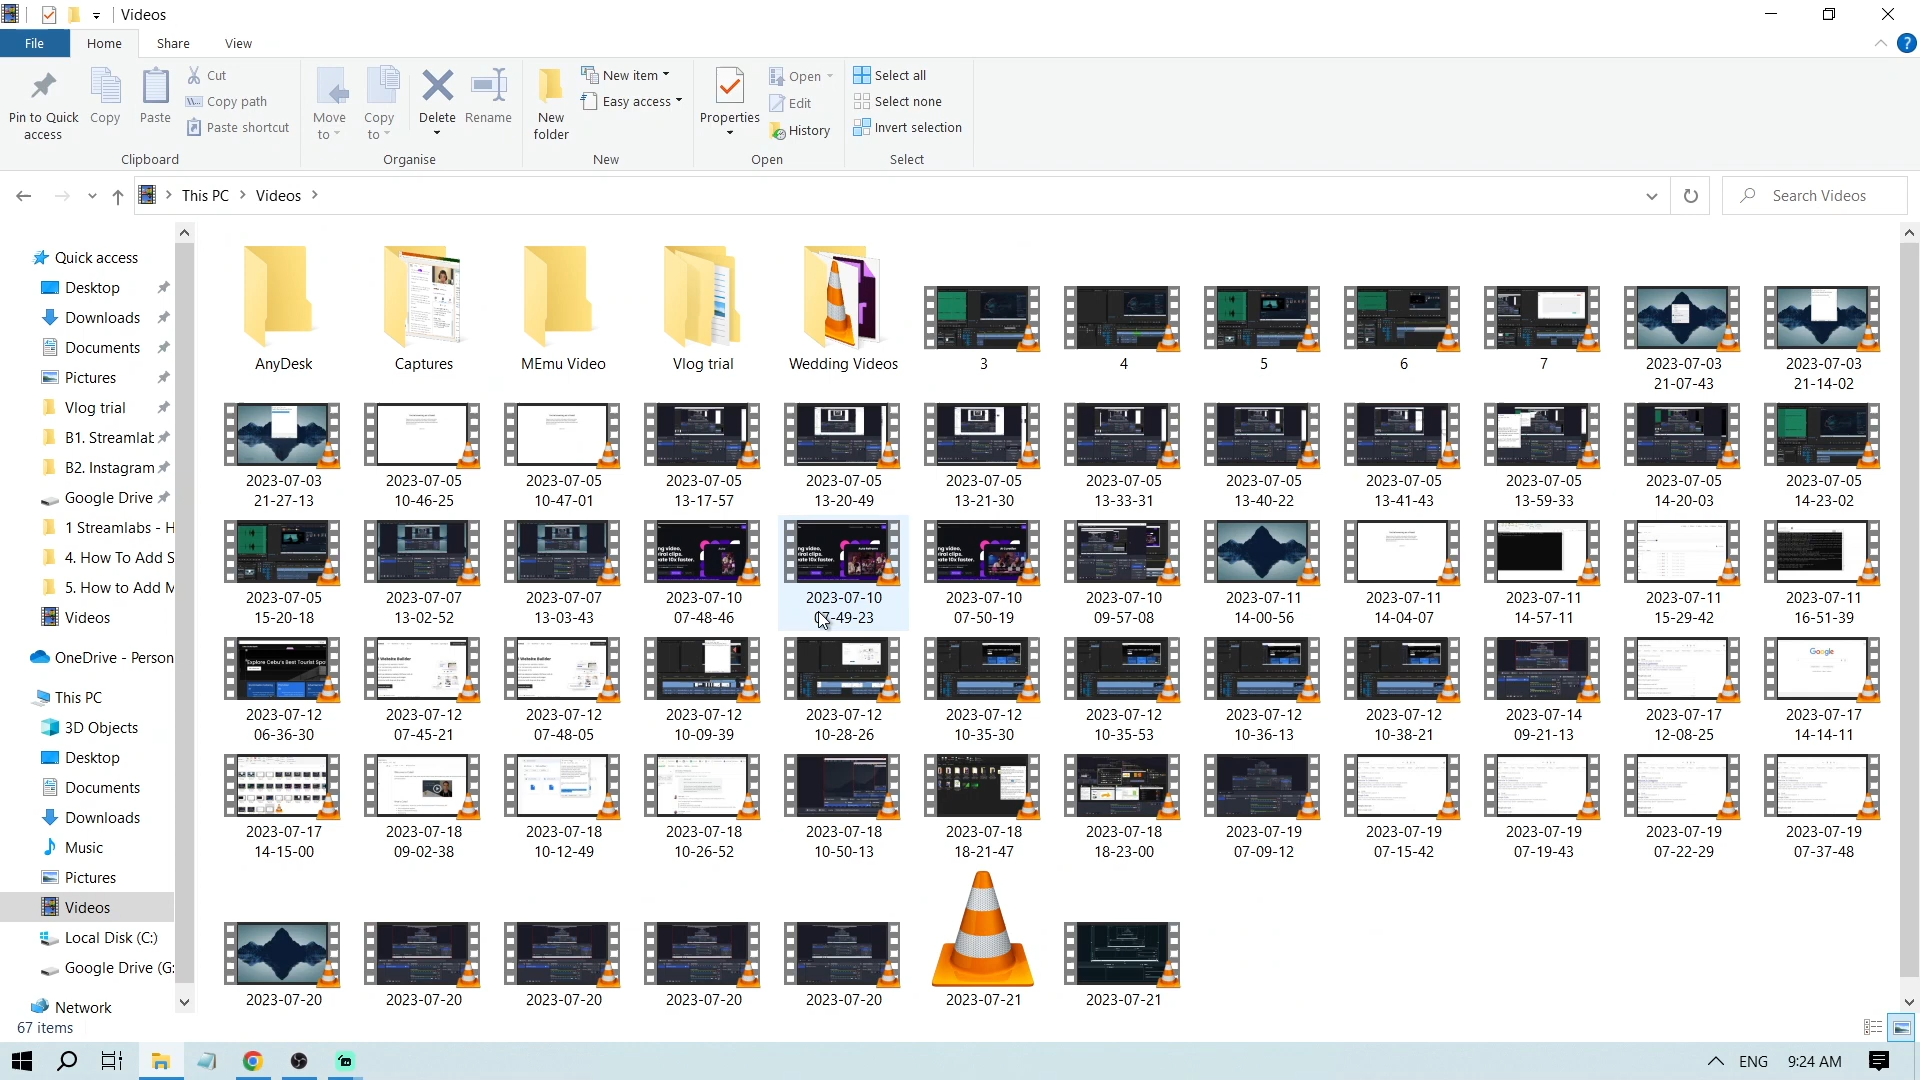 Videos
File Home Share View
Pin to Quick access
Copy
Paste
Cut
Copy path
Paste shortcut
Move to
Copy to
Delete
Rename
New folder
New item
Easy access
Properties
Open
Edit
History
Select all
Select none
Invert selection
Clipboard
Organise
New
Open
Select
This PC Videos
Search Videos
Quick access
Desktop
Downloads
Documents
Pictures
Vlog trial
B1. Streamlab
B2. Instagram
Google Drive
1 Streamlabs - H
4. How To Add S
5. How to Add M
Videos
OneDrive - Person
This PC
3D Objects
Desktop
Documents
Downloads
Music
Pictures
Videos
Local Disk (C:)
Google Drive (G:
Network
AnyDesk Captures MEmu Video Vlog trial Wedding Videos 3 4 5 6 7 2023-07-03 2023-07-03
21-07-43 21-14-02
2023-07-03 2023-07-05 2023-07-05 2023-07-05 2023-07-05 2023-07-05 2023-07-05 2023-07-05 2023-07-05 2023-07-05 2023-07-05 2023-07-05
21-27-13 10-46-25 10-47-01 13-17-57 13-20-49 13-21-30 13-33-31 13-40-22 13-41-43 13-59-33 14-20-03 14-23-02
2023-07-05 2023-07-07 2023-07-07 2023-07-10 2023-07-10 2023-07-10 2023-07-10 2023-07-11 2023-07-11 2023-07-11 2023-07-11 2023-07-11
15-20-18 13-02-52 13-03-43 07-48-46 07-49-23 07-50-19 09-57-08 14-00-56 14-04-07 14-57-11 15-29-42 16-51-39
Google
2023-07-12 2023-07-12 2023-07-12 2023-07-12 2023-07-12 2023-07-12 2023-07-12 2023-07-12 2023-07-12 2023-07-14 2023-07-17 2023-07-17
06-36-30 07-45-21 07-48-05 10-09-39 10-28-26 10-35-30 10-35-53 10-36-13 10-38-21 09-21-13 12-08-25 14-14-11
2023-07-17 2023-07-18 2023-07-18 2023-07-18 2023-07-18 2023-07-18 2023-07-18 2023-07-19 2023-07-19 2023-07-19 2023-07-19 2023-07-19
14-15-00 09-02-38 10-12-49 10-26-52 10-50-13 18-21-47 18-23-00 07-09-12 07-15-42 07-19-43 07-22-29 07-37-48
2023-07-20 2023-07-20 2023-07-20 2023-07-20 2023-07-20 2023-07-21 2023-07-21
67 items
ENG 9:24 AM